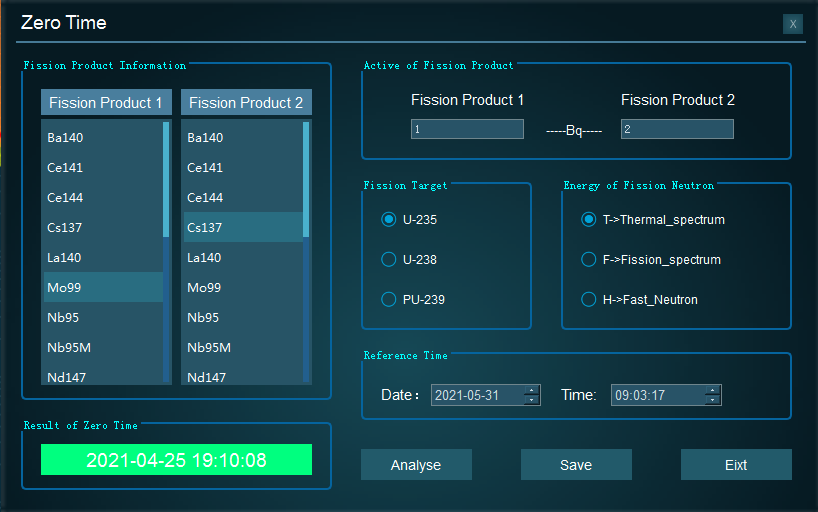 Zero Time
X
Fission Product Information
Fission Product 1
Fission Product 2
Ba140
Ba140
Ce141
Ce141
Ce144
Ce144
Cs137
Cs137
La140
La140
Mo99
Mo99
Nb95
Nb95
Nb95M
Nb95M
Nd147
Nd147
Result of Zero Time
2021-04-25 19:10:08
Active of Fission Product
Fission Product 1
Fission Product 2
1
-----Bq-----
2
Fission Target
U-235
U-238
PU-239
Energy of Fission Neutron
T->Thermal_spectrum
F->Fission_spectrum
H->Fast_Neutron
Reference Time
Date: 2021-05-31 Time: 09:03:17
Analyse
Save
Eixt